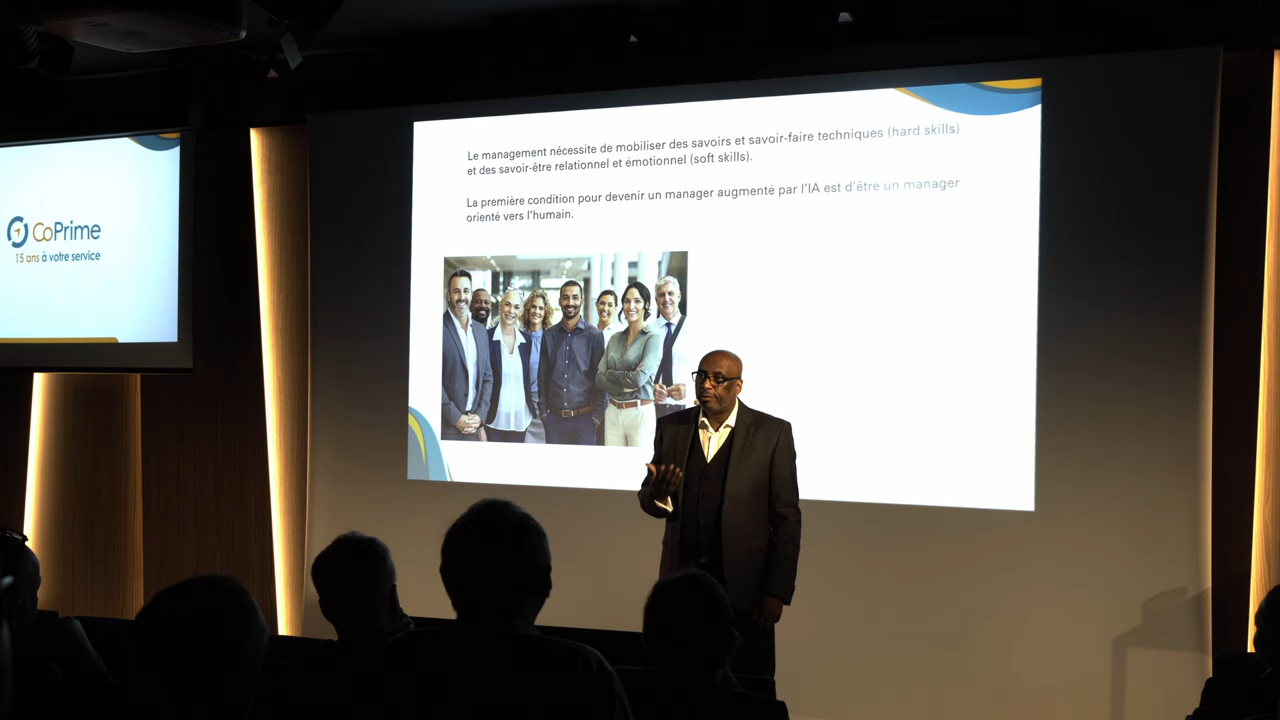 CoPrime
15 ans à votre service
Le management nécessite de mobiliser des savoirs et savoir-faire techniques (hard skills)
et des savoir-être relationnel et émotionnel (soft skills).
La première condition pour devenir un manager augmenté par l'IA est d'être un manager
orienté vers l'humain.